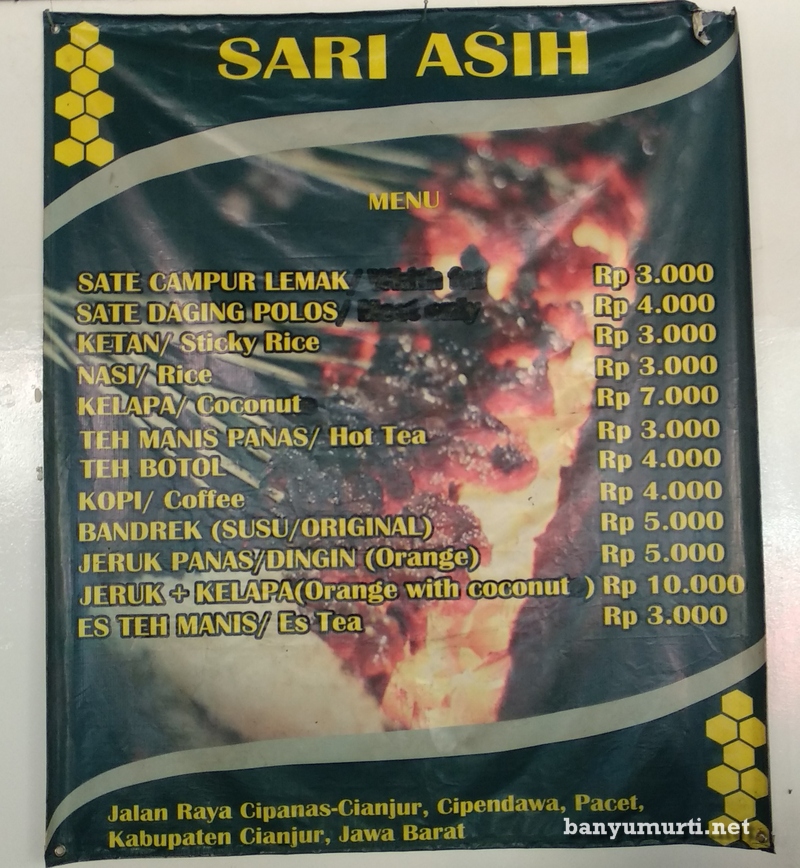 SARI ASIH
MENU
SATE CAMPUR LEMAK/ Rp 3.000
SATE DAGING POLOS/ Rp 4.000
KETAN/ Sticky Rice Rp 3.000
NASI/ Rice Rp 3.000
KELAPA/ Coconut Rp 7.000
TEH MANIS PANAS/ Hot Tea Rp 3.000
TEH BOTOL Rp 4.000
KOPI/ Coffee Rp 4.000
BANDREK (SUSU/ORIGINAL) Rp 5.000
JERUK PANAS/DINGIN (Orange) Rp 5.000
JERUK + KELAPA(Orange with coconut ) Rp 10.000
ES TEH MANIS/ Es Tea Rp 3.000
Jalan Raya Cipanas-Cianjur, Cipendawa, Pacet,
Kabupaten Cianjur, Jawa Barat
banyumurti.net